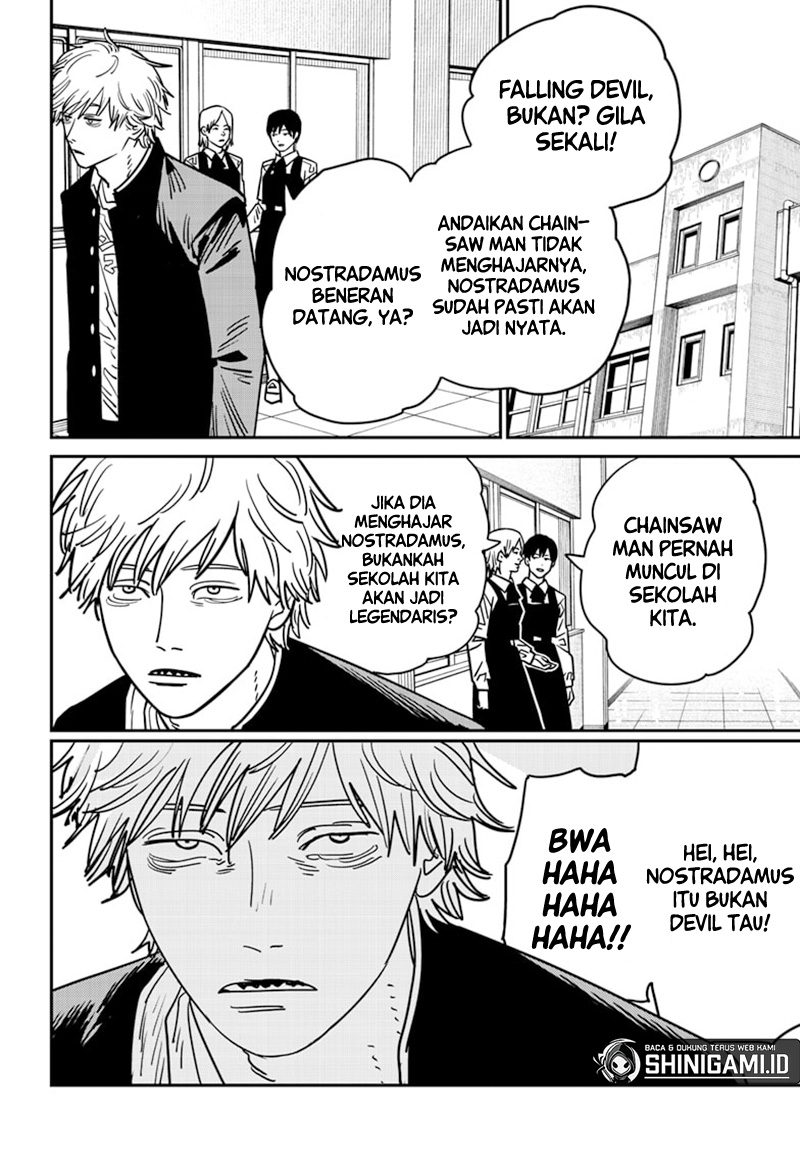 FALLING DEVIL,
BUKAN? GILA
SEKALI!
ANDAIKAN CHAIN-
SAW MAN TIDAK
MENGHAJARNYA,
NOSTRADAMUS
SUDAH PASTI AKAN
JADI NYATA.
NOSTRADAMUS
BENERAN
DATANG, YA?
CHAINSAW
MAN PERNAH
MUNCUL DI
SEKOLAH
KITA.
JIKA DIA
MENGHAJAR
NOSTRADAMUS,
BUKANKAH
SEKOLAH KITA
AKAN JADI
LEGENDARIS?
HEI, HEI,
NOSTRADAMUS
ITU BUKAN
DEVIL TAU!
BWA
HAHA
HAHA
HAHA!!
BACA & DUKUNG TERUS WEB KAMI
SHINIGAMI.ID